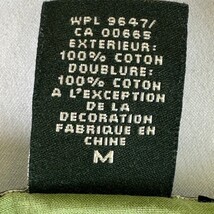 WPL 9647/
CA 00665
EXTERIEUR:
100% COTON
DOUBLURE:
100% COTON
A L'EXCEPTION
DE LA
DECORATION
FABRIQUE EN
CHINE
M